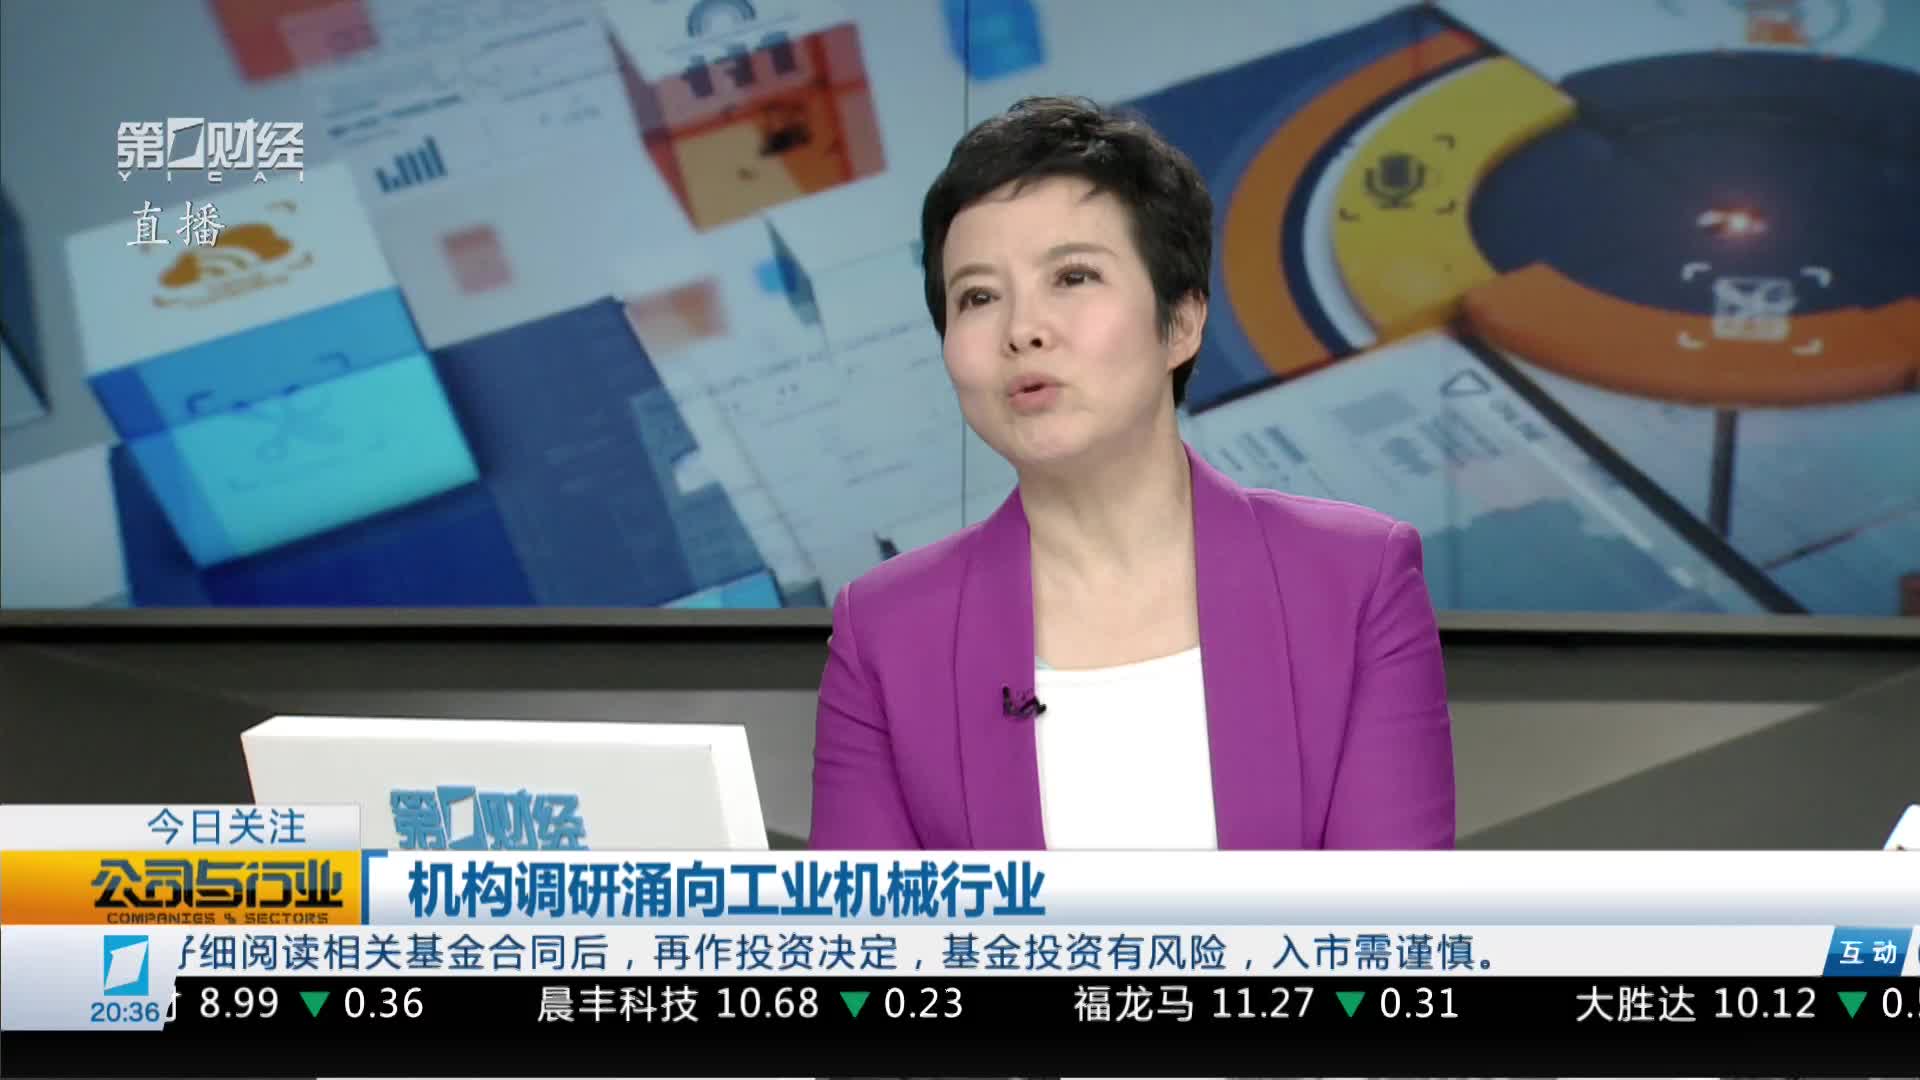 第一财经
YICAI
直播
第一财经
今日关注
公司与行业
COMPANIES & SECTORS
机构调研涌向工业机械行业
仔细阅读相关基金合同后，再作投资决定，基金投资有风险，入市需谨慎。
互动
20:36
8.99 ▼ 0.36 晨丰科技 10.68 ▼ 0.23 福龙马 11.27 ▼ 0.31 大胜达 10.12 ▼